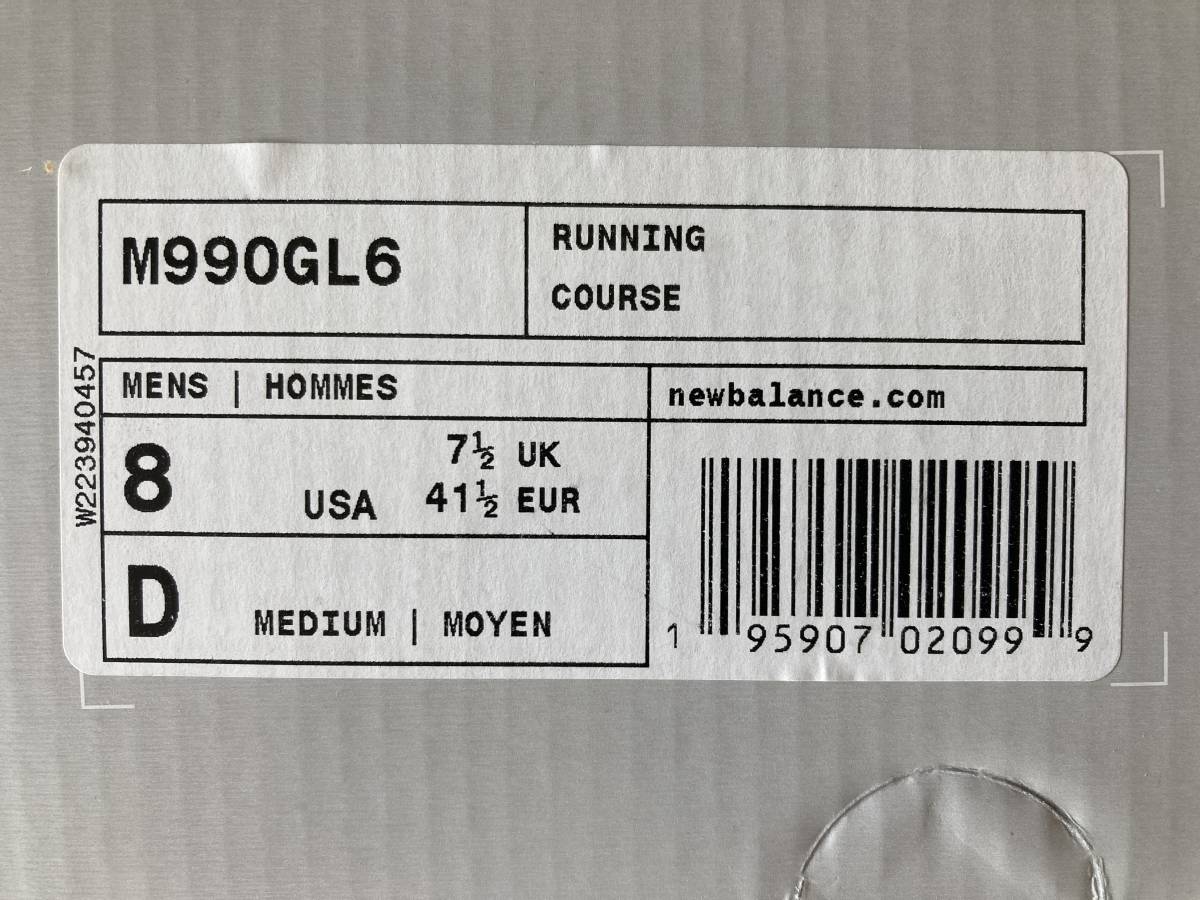 M990GL6
RUNNING
COURSE
W223940457
MENS | HOMMES
newbalance.com
8 USA
7½ UK
41½ EUR
D MEDIUM | MOYEN
1 95907 02099 9